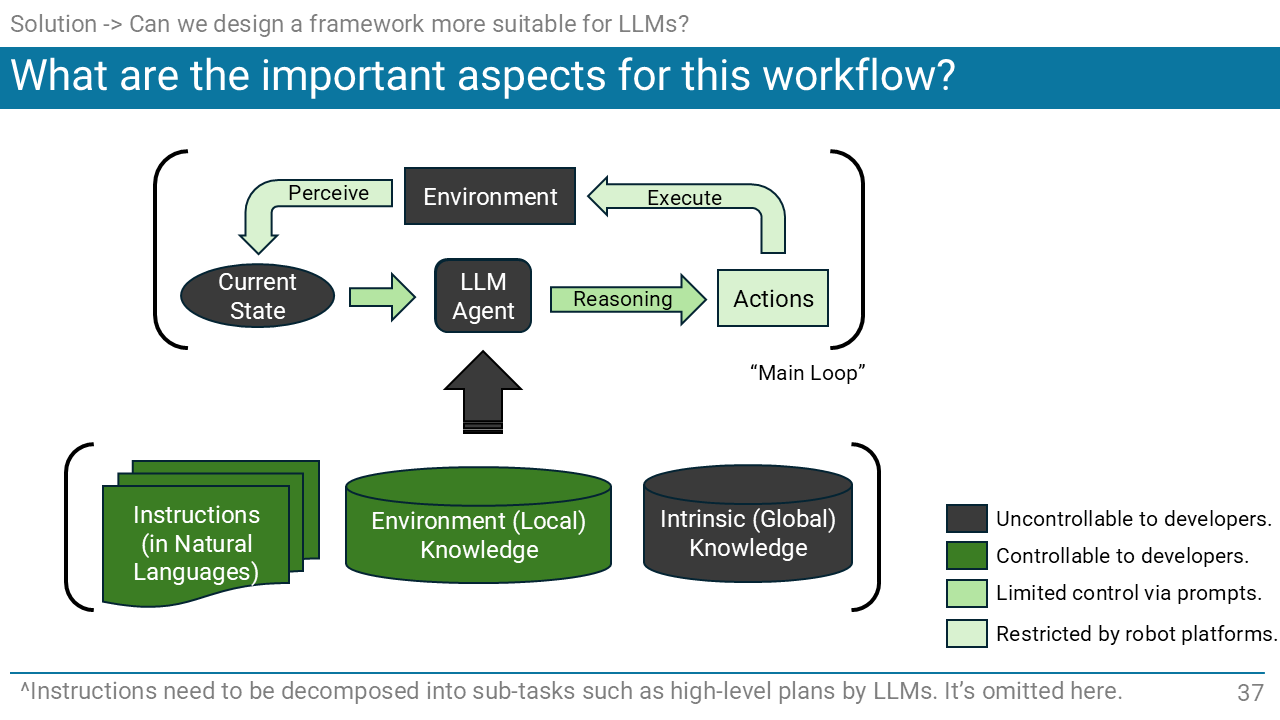 Solution -> Can we design a framework more suitable for LLMs?
What are the important aspects for this workflow?
Perceive
Environment
Execute
Current
State
LLM
Agent
Reasoning
Actions
“Main Loop”
Instructions
(in Natural
Languages)
Environment (Local)
Knowledge
Intrinsic (Global)
Knowledge
Uncontrollable to developers.
Controllable to developers.
Limited control via prompts.
Restricted by robot platforms.
^Instructions need to be decomposed into sub-tasks such as high-level plans by LLMs. It’s omitted here.
37